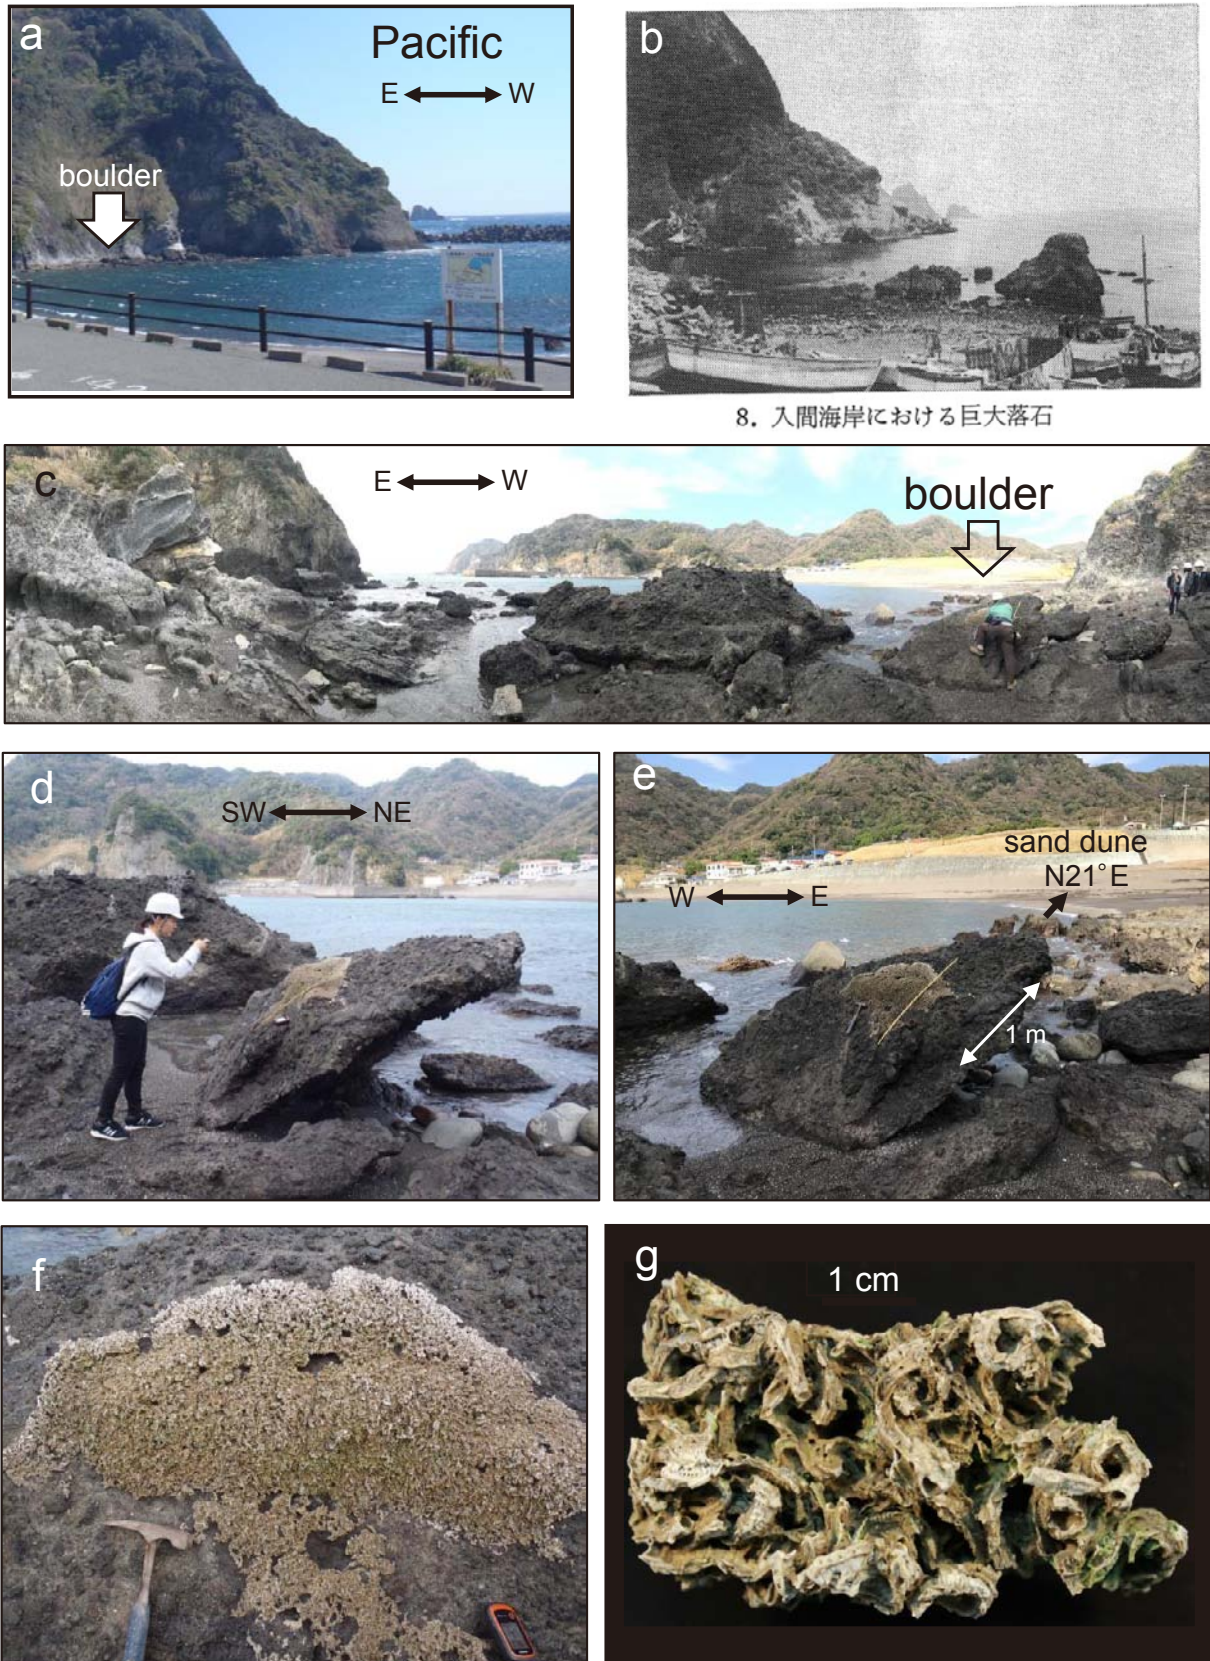 a
Pacific
E W
boulder
b
8. 入間海岸における巨大落石
c
E W
boulder
d
SW NE
e
sand dune
N21°E
W E
1 m
f
g
1 cm